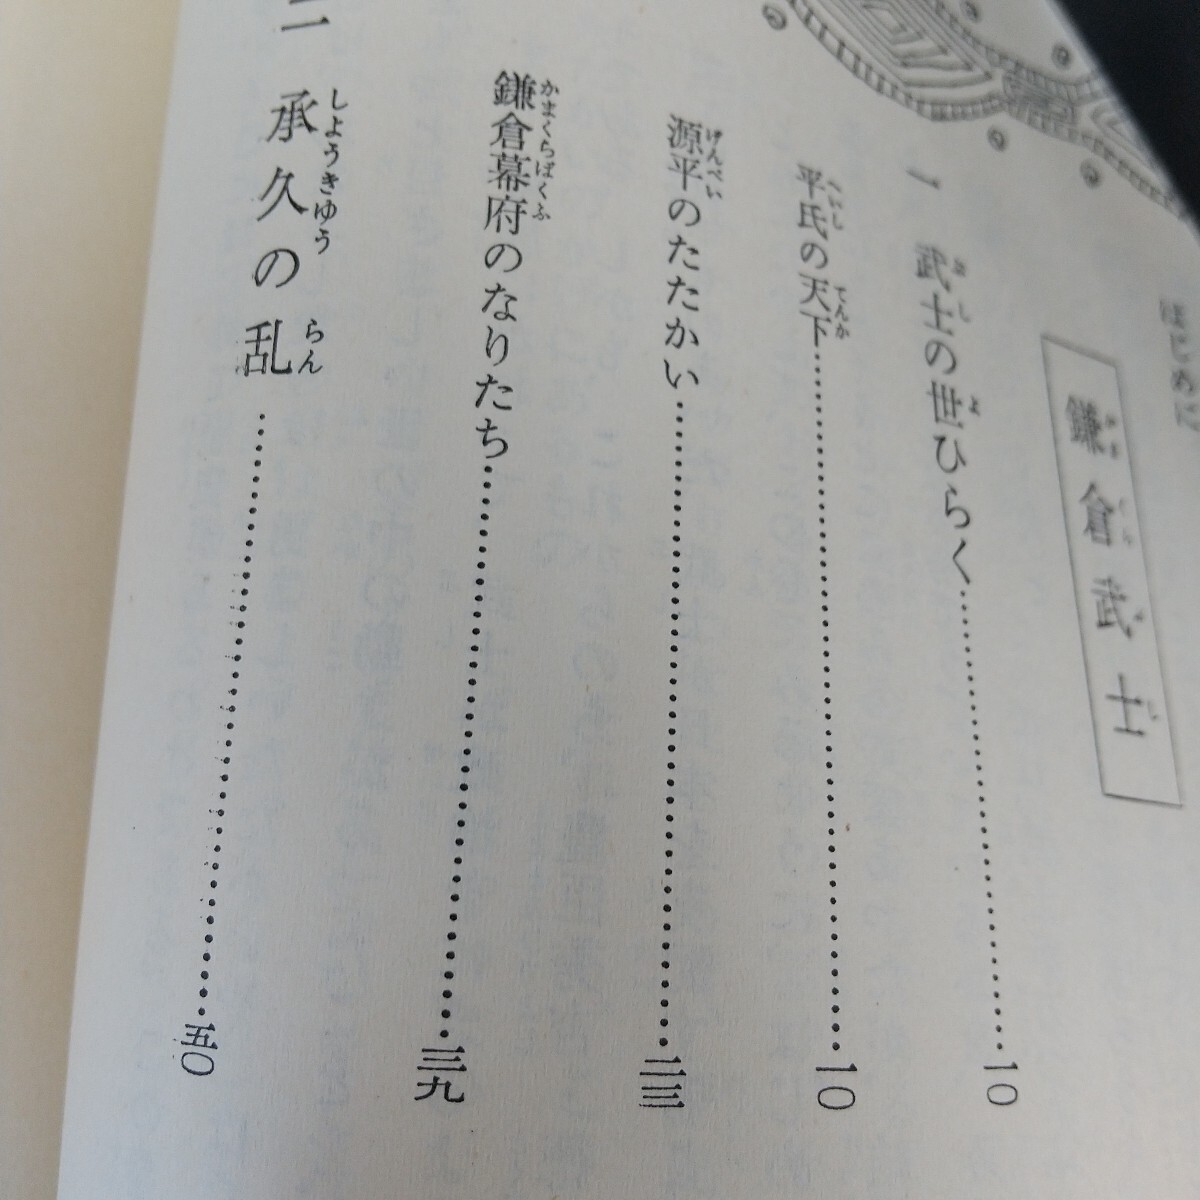 はじめに
鎌倉武士
一 武士の世ひらく…………一〇
平氏の天下…………一〇
源平のたたかい…………二三
鎌倉幕府のなりたち…………三九
二 承久の乱…………五〇